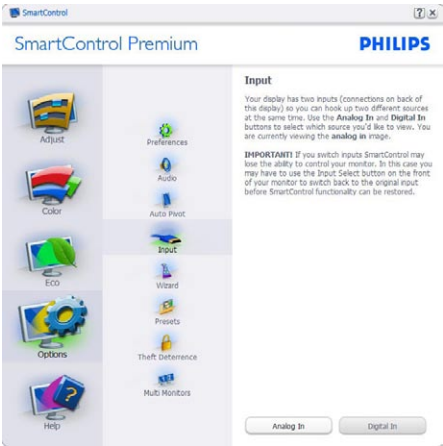 SmartControl
SmartControl Premium
PHILIPS
Adjust
Color
Eco
Options
Help
Preferences
Audio
Auto Pivot
Input
Wizard
Presets
Theft Deterrence
Multi Monitors
Input
Your display has two inputs (connections on back of
this display) so you can hook up two different sources
at the same time. Use the Analog In and Digital In
buttons to select which source you'd like to view. You
are currently viewing the analog in image.
IMPORTANT! If you switch inputs SmartControl may
lose the ability to control your monitor. In this case you
may have to use the Input Select button on the front
of your monitor to switch back to the original input
before SmartControl functionality can be restored.
Analog In
Digital In